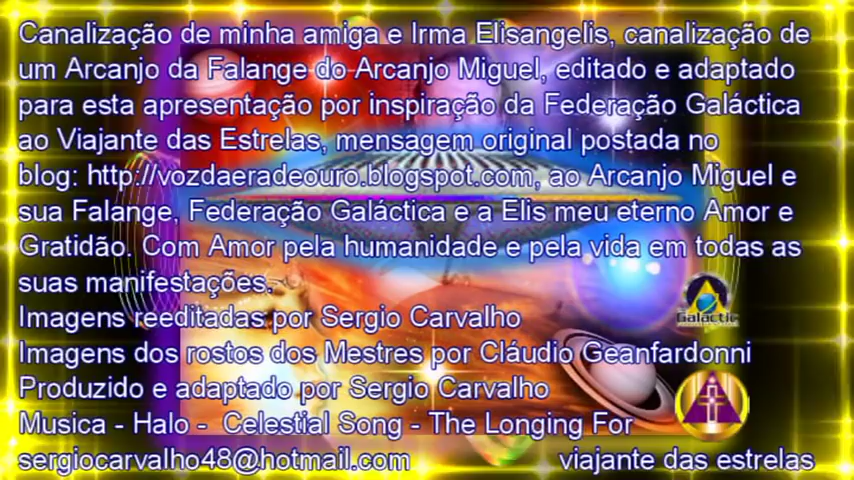 Canalização de minha amiga e Irma Elisangelis, canalização de
um Arcanjo da Falange do Arcanjo Miguel, editado e adaptado
para esta apresentação por inspiração da Federação Galáctica
ao Viajante das Estrelas, mensagem original postada no
blog: http://vozdaeradeouro.blogspot.com, ao Arcanjo Miguel e
sua Falange, Federação Galáctica e a Elis meu eterno Amor e
Gratidão. Com Amor pela humanidade e pela vida em todas as
suas manifestações.
Imagens reeditadas por Sergio Carvalho
Imagens dos rostos dos Mestres por Cláudio Geanfardonni
Produzido e adaptado por Sergio Carvalho
Musica - Halo - Celestial Song - The Longing For
sergiocarvalho48@hotmail.com viajante das estrelas
Galactic